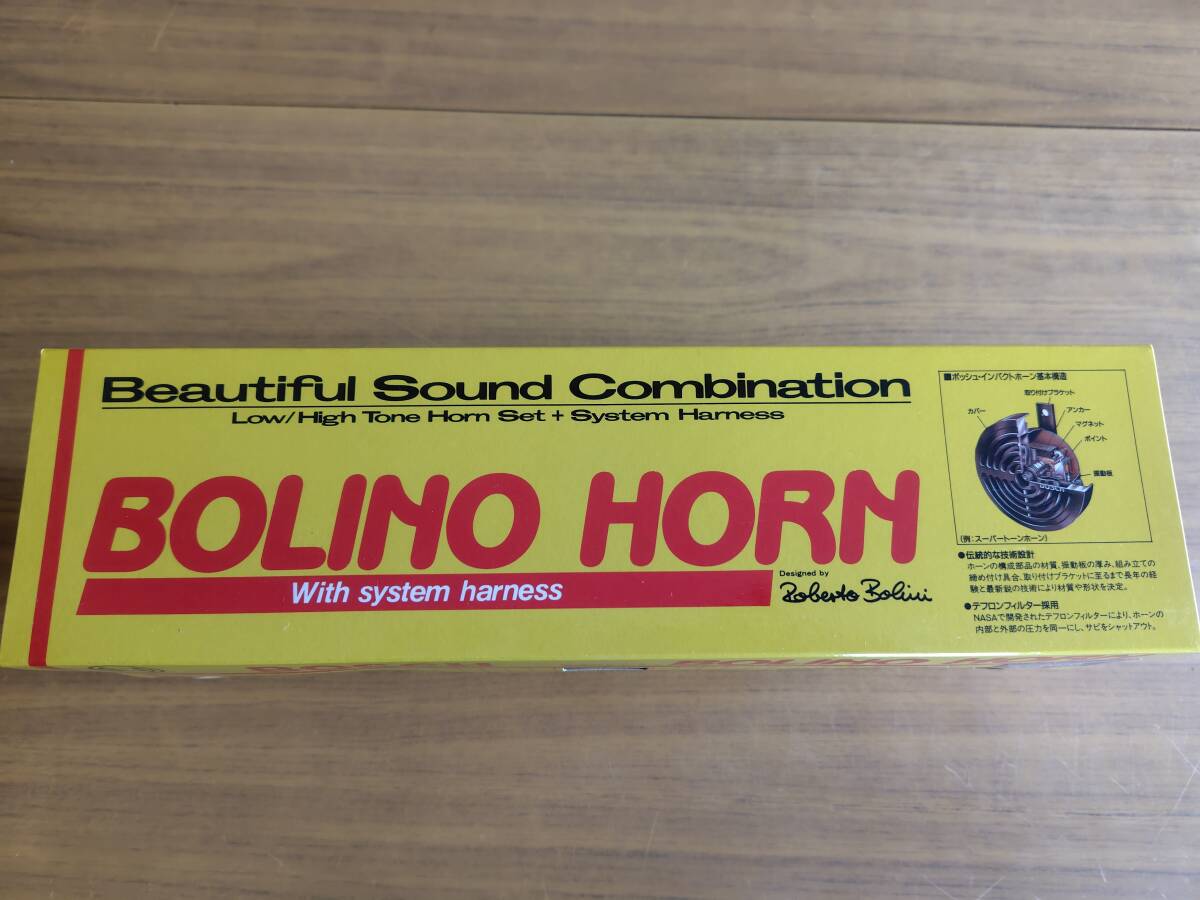 Beautiful Sound Combination
Low/High Tone Horn Set + System Harness
BOLINO HORN
With system harness
Designed by
Roberto Bolini
■ボッシュ・インパクトホーン基本構造
取り付けブラケット
カバー
アンカー
マグネット
ポイント
振動板
BOSCH
(例:スーパートーンホーン)
●伝統的な技術設計
ホーンの構成部品の材質、振動板の厚み、組み立ての
締め付け具合、取り付けブラケットに至るまで長年の経
験と最新鋭の技術により材質や形状を決定。
●テフロンフィルター採用
NASAで開発されたテフロンフィルターにより、ホーンの
内部と外部の圧力を同一にし、サビをシャットアウト。
BOLINO